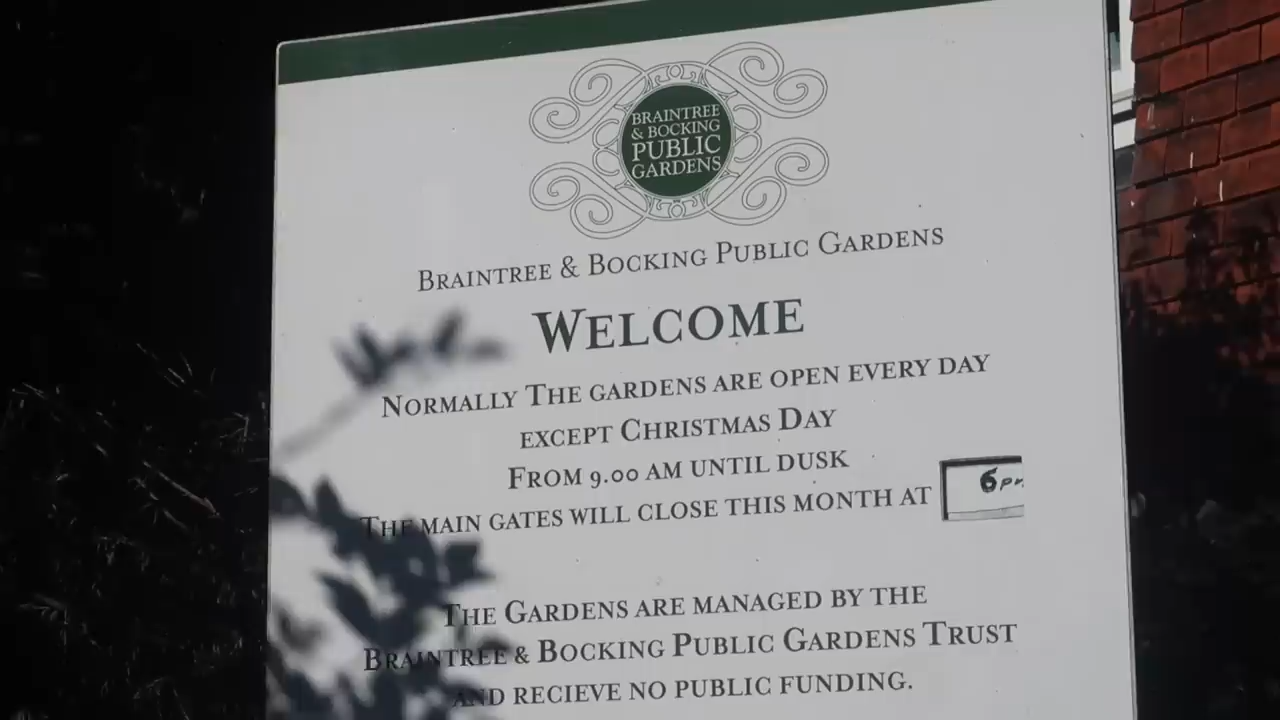 BRAINTREE
& BOCKING
PUBLIC
GARDENS
BRAINTREE & BOCKING PUBLIC GARDENS
WELCOME
NORMALLY THE GARDENS ARE OPEN EVERY DAY
EXCEPT CHRISTMAS DAY
FROM 9.00 AM UNTIL DUSK
THE MAIN GATES WILL CLOSE THIS MONTH AT 6pm
THE GARDENS ARE MANAGED BY THE
BRAINTREE & BOCKING PUBLIC GARDENS TRUST
AND RECIEVE NO PUBLIC FUNDING.